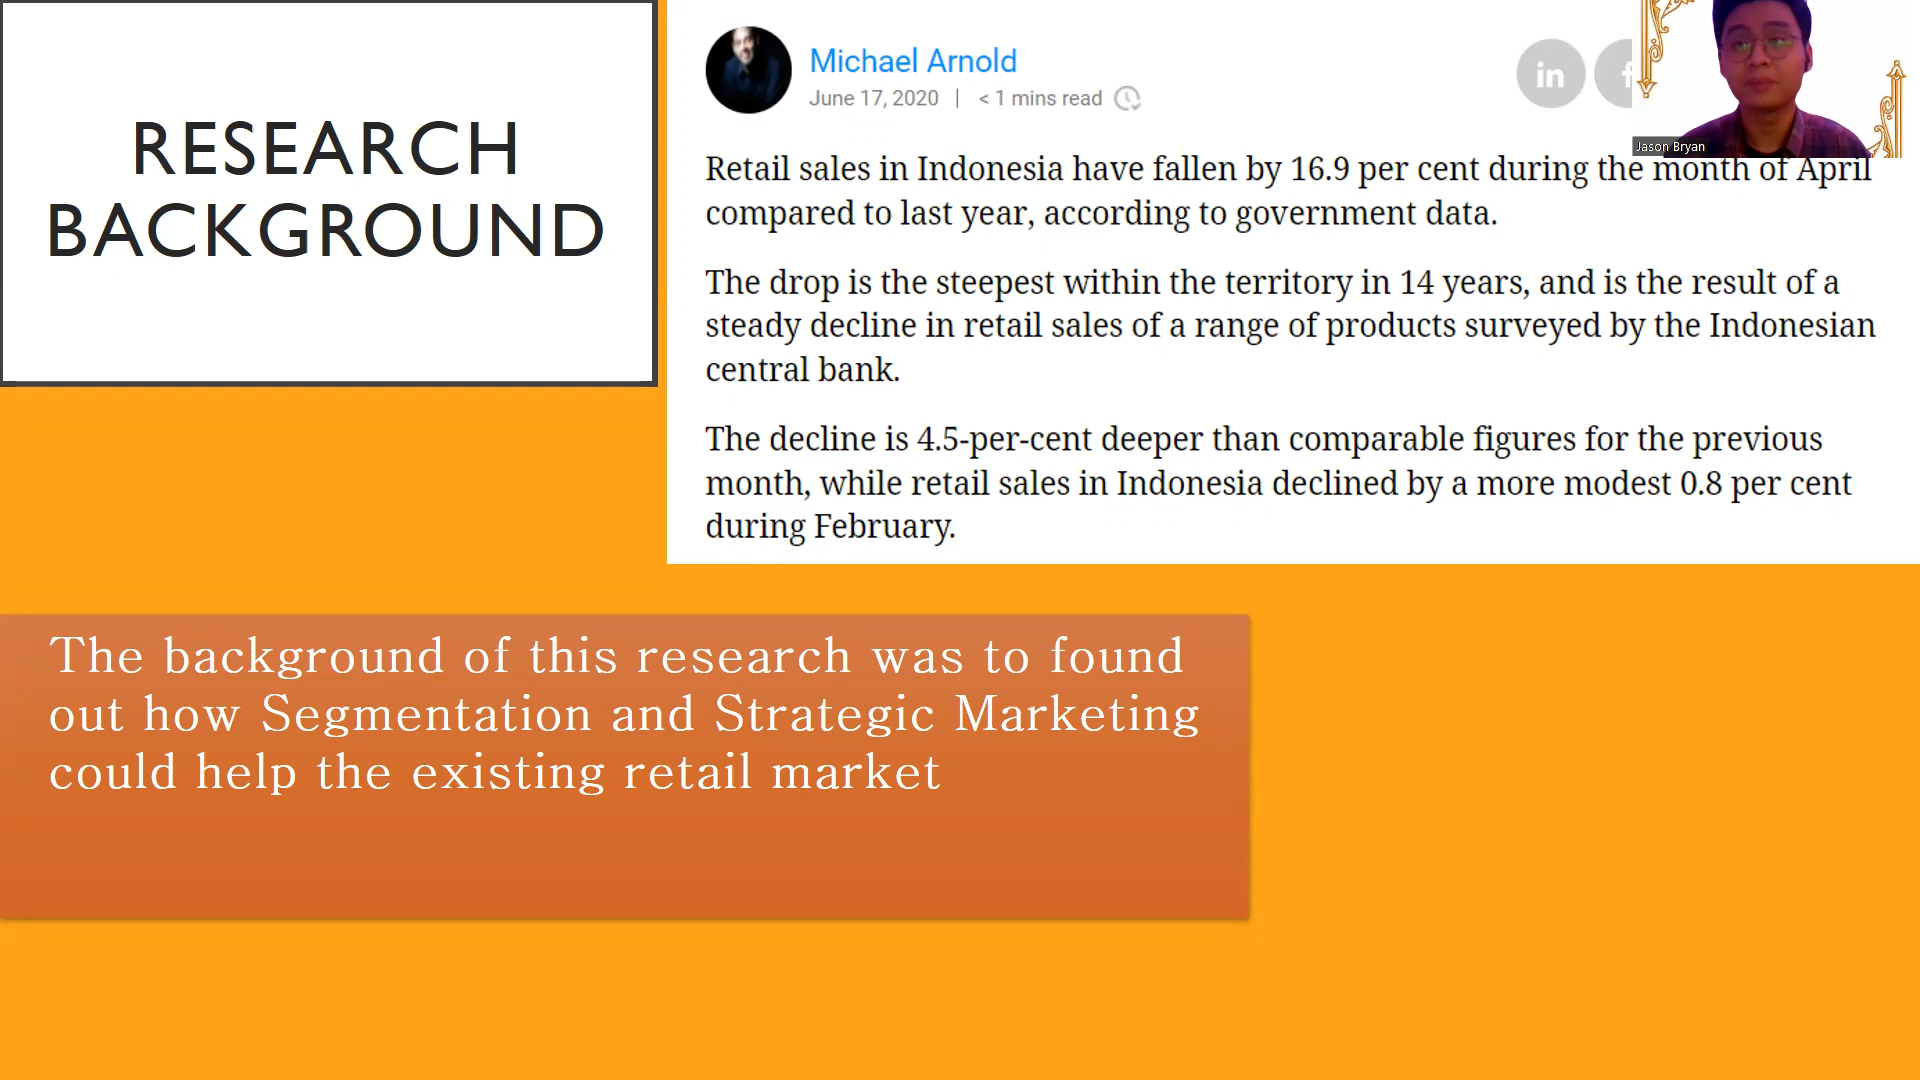 RESEARCH
BACKGROUND
Michael Arnold
June 17, 2020 | < 1 mins read
in f
Jason Bryan
Retail sales in Indonesia have fallen by 16.9 per cent during the month of April
compared to last year, according to government data.
The drop is the steepest within the territory in 14 years, and is the result of a
steady decline in retail sales of a range of products surveyed by the Indonesian
central bank.
The decline is 4.5-per-cent deeper than comparable figures for the previous
month, while retail sales in Indonesia declined by a more modest 0.8 per cent
during February.
The background of this research was to found
out how Segmentation and Strategic Marketing
could help the existing retail market